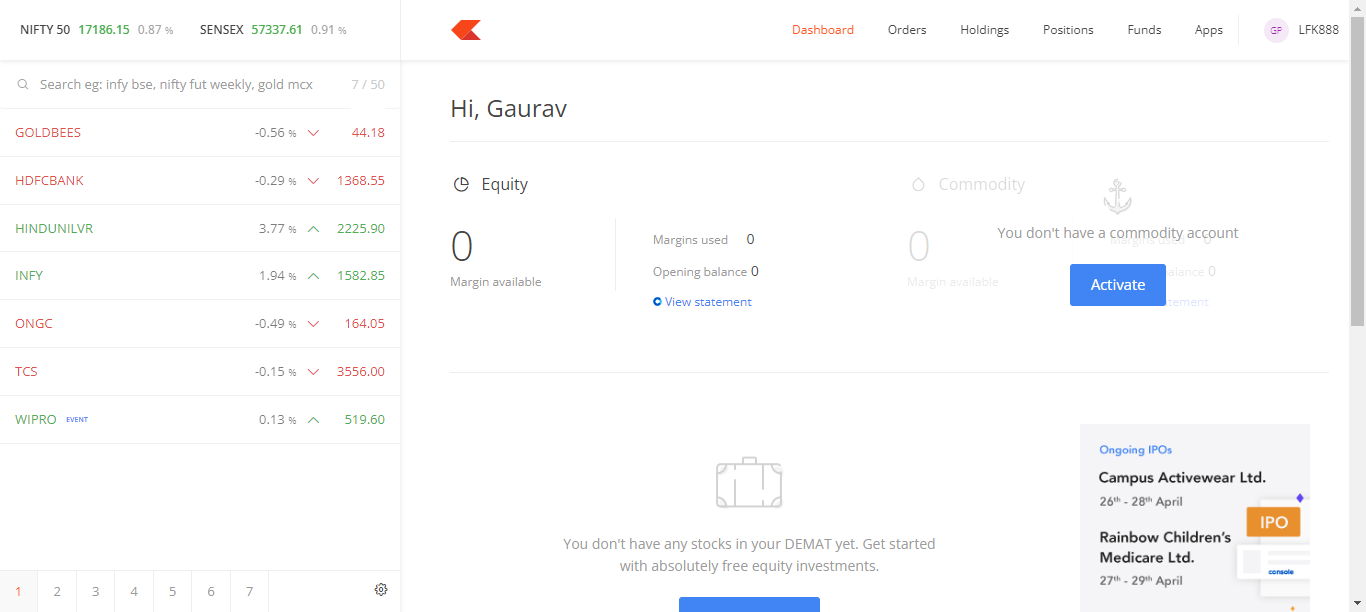 NIFTY 50 17186.15 0.87 % SENSEX 57337.61 0.91 %
Dashboard Orders Holdings Positions Funds Apps GP LFK888
Search eg: infy bse, nifty fut weekly, gold mcx 7 / 50
GOLDBEES -0.56 % 44.18
HDFCBANK -0.29 % 1368.55
HINDUNILVR 3.77 % 2225.90
INFY 1.94 % 1582.85
ONGC -0.49 % 164.05
TCS -0.15 % 3556.00
WIPRO EVENT 0.13 % 519.60
1 2 3 4 5 6 7
Hi, Gaurav
Equity
0
Margin available
Margins used 0
Opening balance 0
View statement
Commodity
0
Margin available
Margins used 0
alance 0
tement
You don't have a commodity account
Activate
You don't have any stocks in your DEMAT yet. Get started
with absolutely free equity investments.
Ongoing IPOs
Campus Activewear Ltd.
26th - 28th April
Rainbow Children's
Medicare Ltd.
27th - 29th April
IPO
console